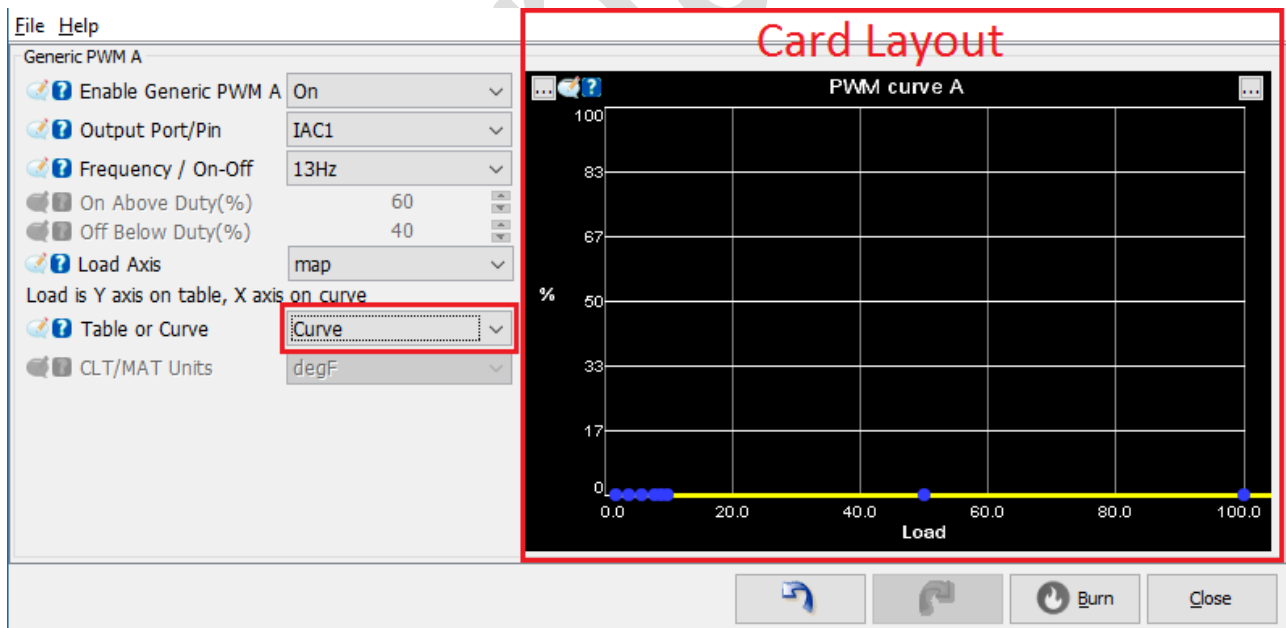 File Help
Card Layout
Generic PWM A
Enable Generic PWM A On
Output Port/Pin IAC1
Frequency / On-Off 13Hz
On Above Duty(%) 60
Off Below Duty(%) 40
Load Axis map
Load is Y axis on table, X axis on curve
Table or Curve Curve
CLT/MAT Units degF
... PWM curve A ...
100
83
67
% 50
33
17
0
0.0 20.0 40.0 60.0 80.0 100.0
Load
Burn Close